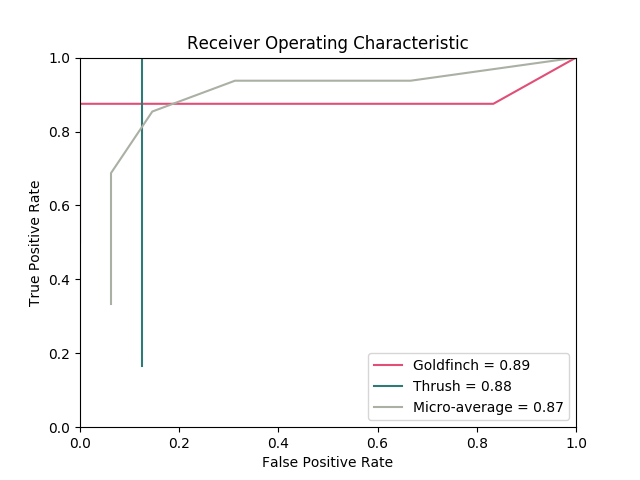 Receiver Operating Characteristic
1.0
0.8
0.6
0.4
0.2
0.0
True Positive Rate
Goldfinch = 0.89
Thrush = 0.88
Micro-average = 0.87
0.0 0.2 0.4 0.6 0.8 1.0
False Positive Rate